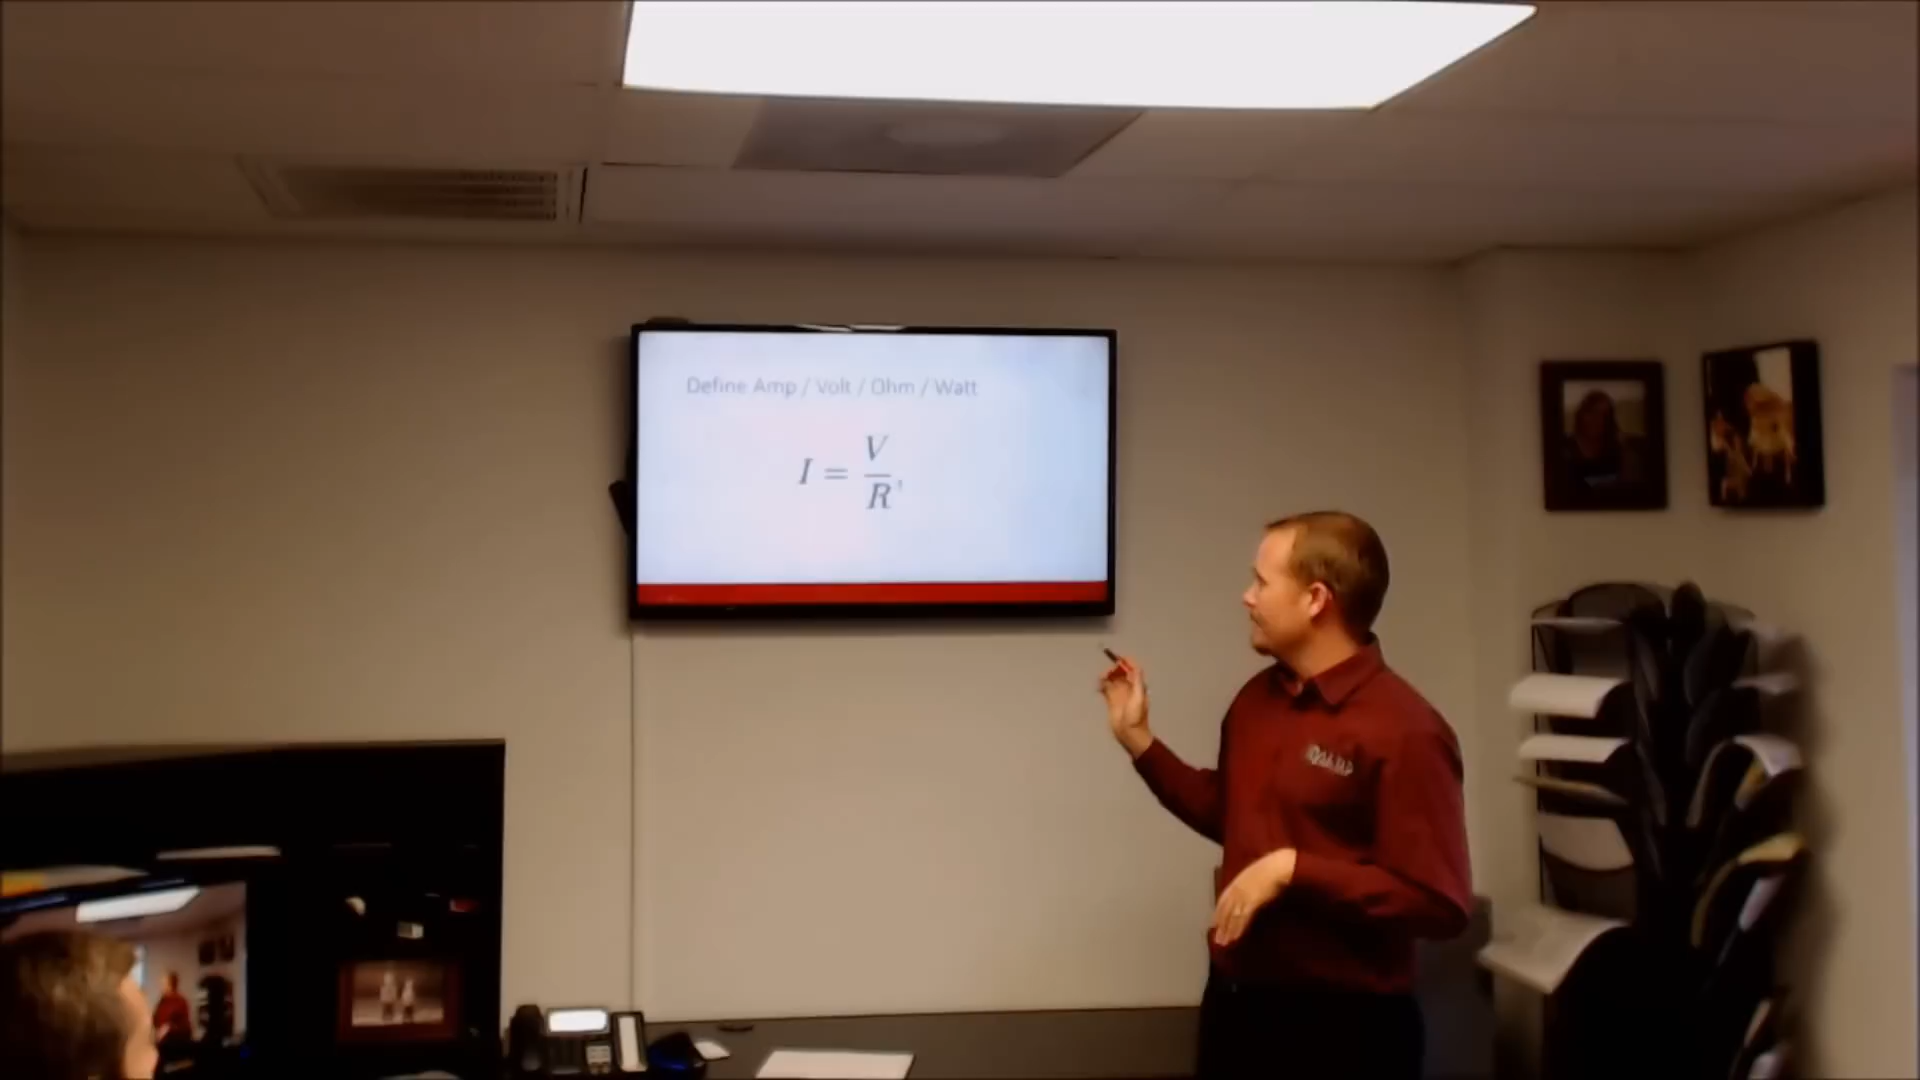 Define Amp / Volt / Ohm / Watt
I = V
R,